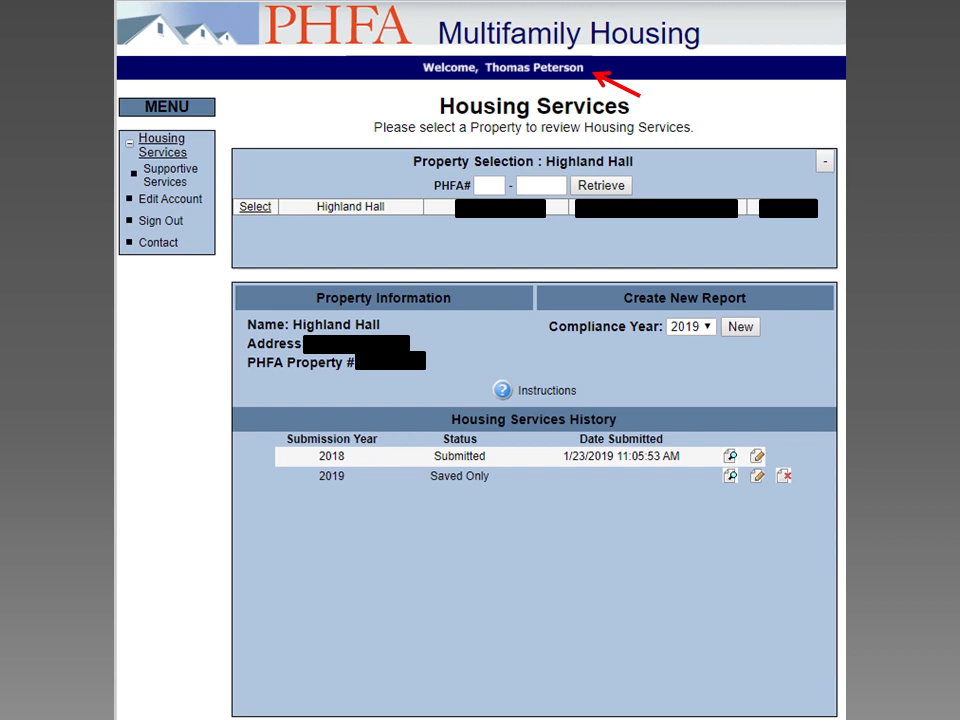 PHFA Multifamily Housing
Welcome, Thomas Peterson
MENU
Housing Services
Supportive Services
Edit Account
Sign Out
Contact
Housing Services
Please select a Property to review Housing Services.
Property Selection : Highland Hall
-
PHFA# - Retrieve
Select Highland Hall
Property Information
Name: Highland Hall
Address
PHFA Property #
Create New Report
Compliance Year: 2019 New
? Instructions
Housing Services History
Submission Year Status Date Submitted
2018 Submitted 1/23/2019 11:05:53 AM
2019 Saved Only